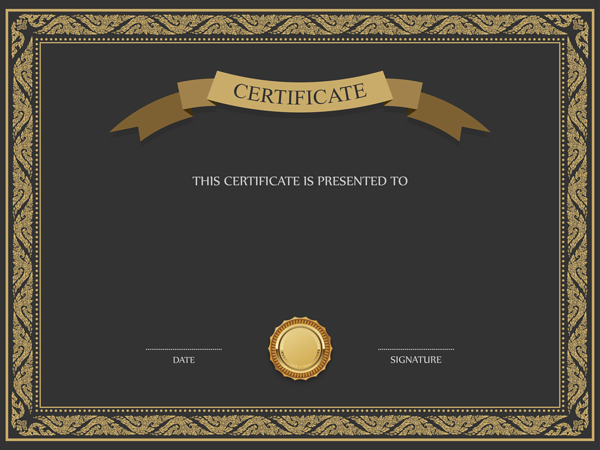 CERTIFICATE
THIS CERTIFICATE IS PRESENTED TO
DATE
SIGNATURE